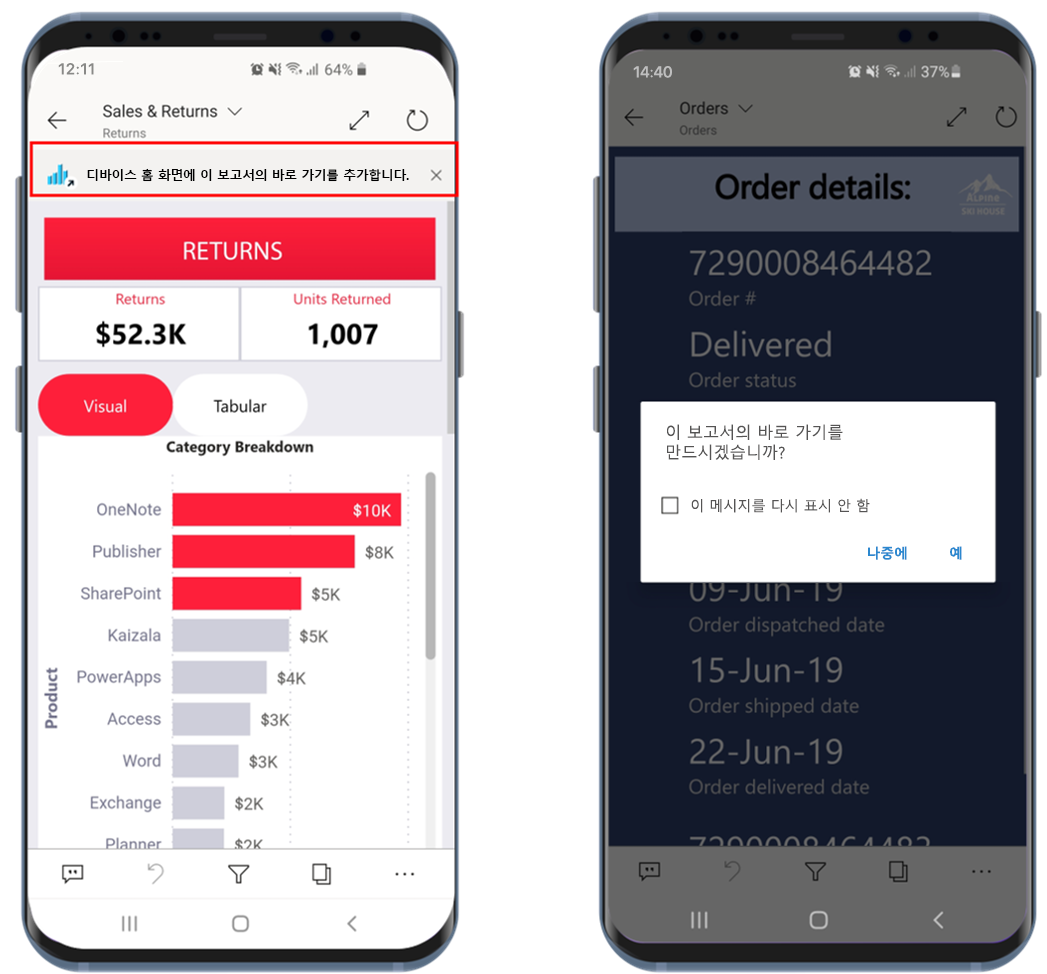 12:11
64%
Sales & Returns
Returns
디바이스 홈 화면에 이 보고서의 바로 가기를 추가합니다.
RETURNS
Returns
Units Returned
$52.3K
1,007
Visual
Tabular
Category Breakdown
Product
OneNote
$10K
Publisher
$8K
SharePoint
$5K
Kaizala
$5K
PowerApps
$4K
Access
$3K
Word
$3K
Exchange
$2K
Planner
$2K
14:40
37%
Orders
Orders
Order details:
ALPINE
SKI HOUSE
7290008464482
Order #
Delivered
Order status
이 보고서의 바로 가기를
만드시겠습니까?
이 메시지를 다시 표시 안 함
나중에
예
09-Jun-19
Order dispatched date
15-Jun-19
Order shipped date
22-Jun-19
Order delivered date
7290008464482